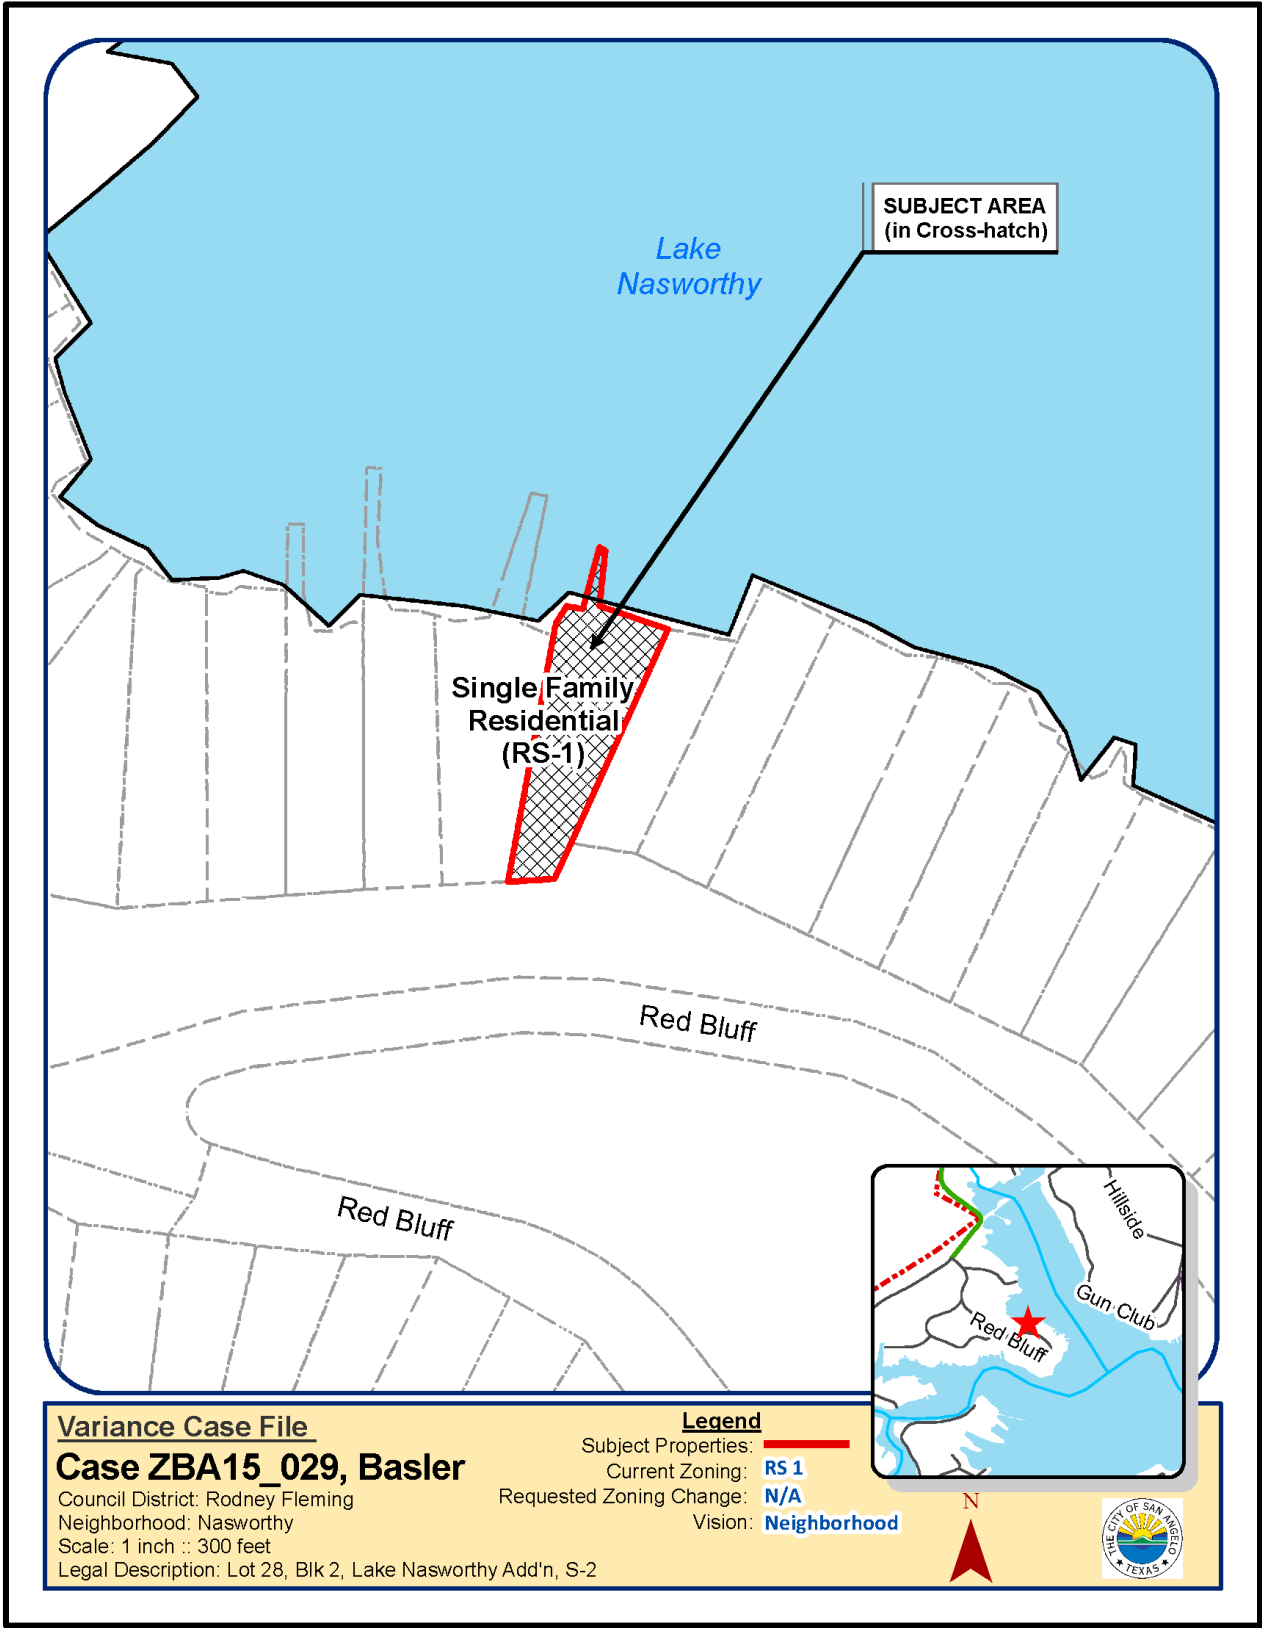 SUBJECT AREA
(in Cross-hatch)
Lake
Nasworthy
Single Family
Residential
(RS-1)
Red Bluff
Red Bluff
Hillside
Gun Club
Red Bluff
Variance Case File
Case ZBA15_029, Basler
Council District: Rodney Fleming
Neighborhood: Nasworthy
Scale: 1 inch :: 300 feet
Legal Description: Lot 28, Blk 2, Lake Nasworthy Add'n, S-2
Legend
Subject Properties:
Current Zoning: RS 1
Requested Zoning Change: N/A
Vision: Neighborhood
N
THE CITY OF SAN ANGELO
TEXAS